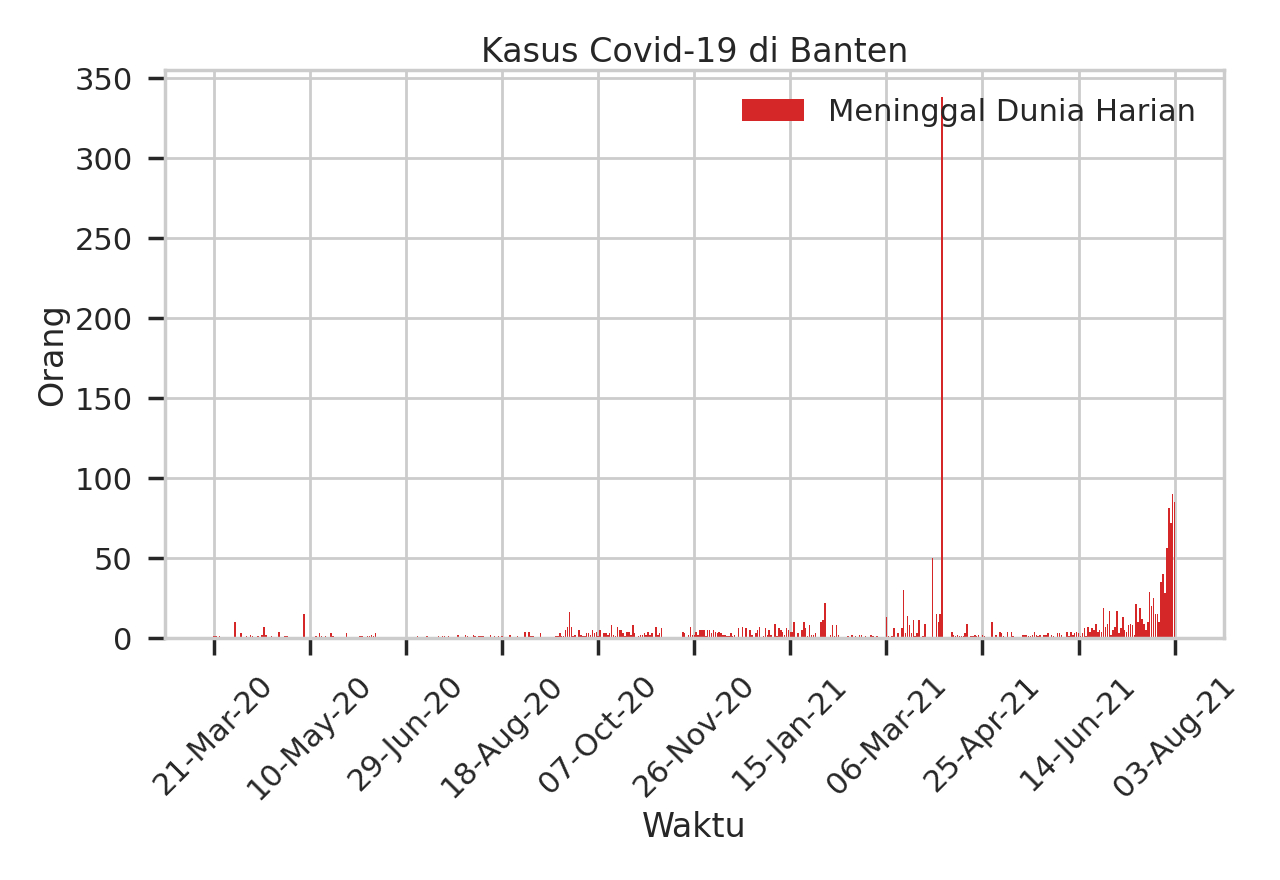 Kasus Covid-19 di Banten
Meninggal Dunia Harian
Orang
350
300
250
200
150
100
50
0
21-Mar-20
10-May-20
29-Jun-20
18-Aug-20
07-Oct-20
26-Nov-20
15-Jan-21
06-Mar-21
25-Apr-21
14-Jun-21
03-Aug-21
Waktu